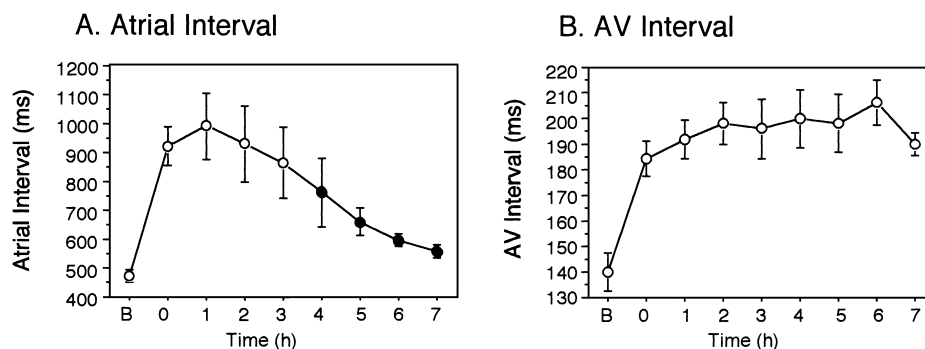 A. Atrial Interval
Atrial Interval (ms)
1200
1100
1000
900
800
700
600
500
400
B 0 1 2 3 4 5 6 7
Time (h)
B. AV Interval
AV Interval (ms)
220
210
200
190
180
170
160
150
140
130
B 0 1 2 3 4 5 6 7
Time (h)